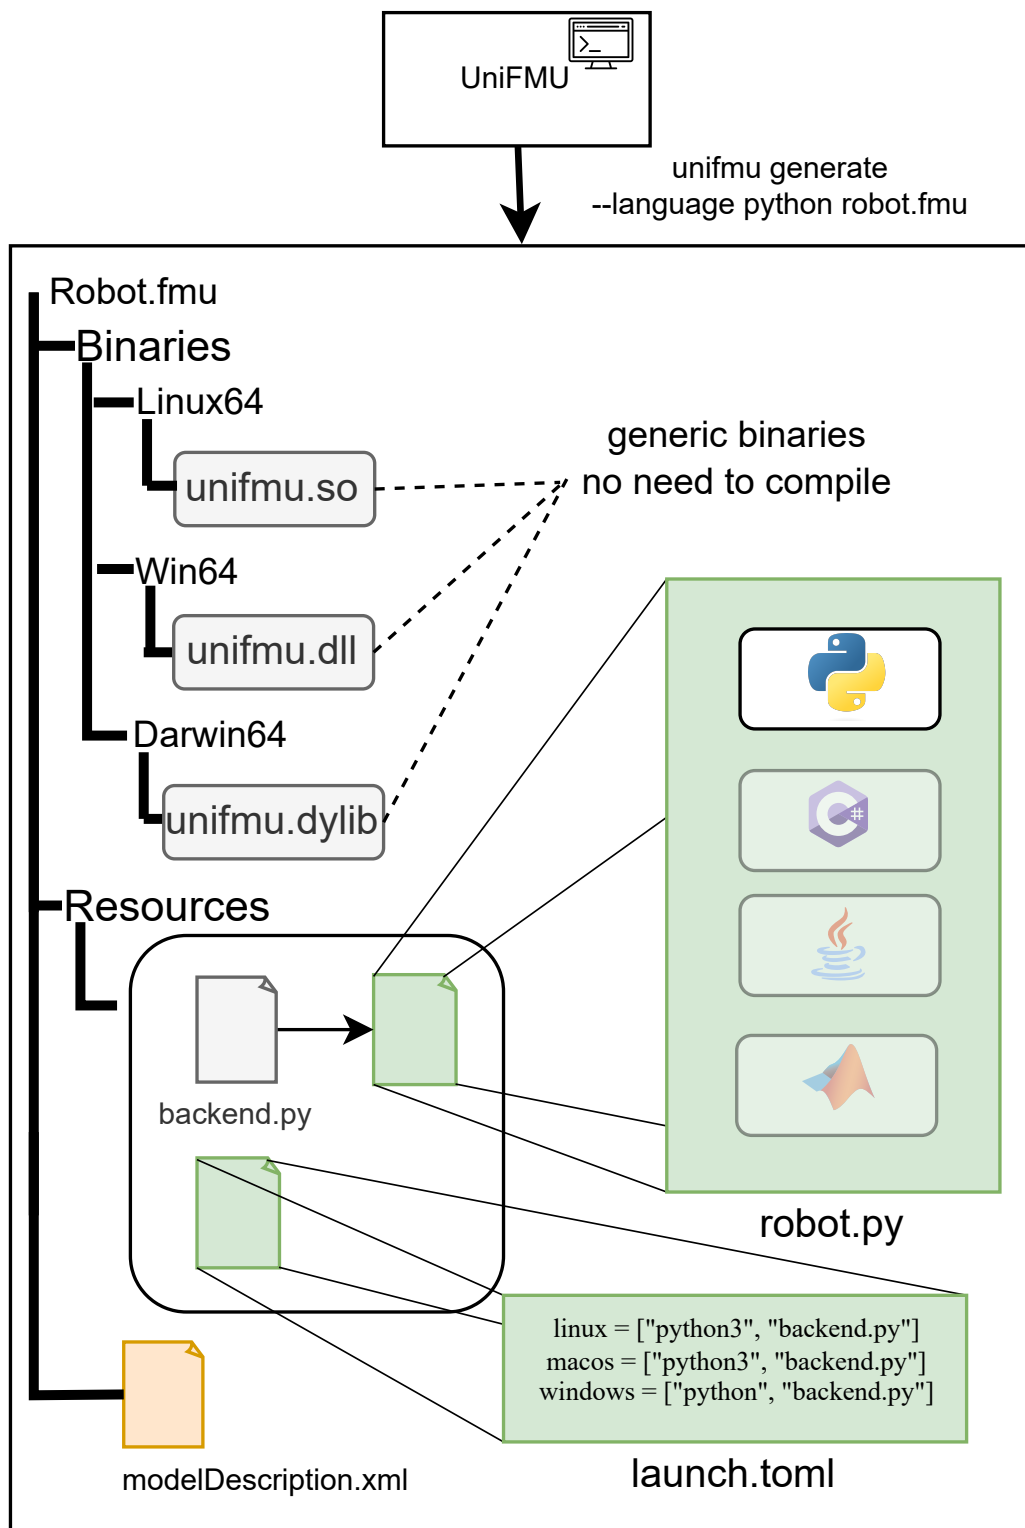 UniFMU
unifmu generate
--language python robot.fmu
Robot.fmu
Binaries
Linux64
unifmu.so
generic binaries
no need to compile
Win64
unifmu.dll
Darwin64
unifmu.dylib
Resources
backend.py
robot.py
linux = ["python3", "backend.py"]
macos = ["python3", "backend.py"]
windows = ["python", "backend.py"]
launch.toml
modelDescription.xml